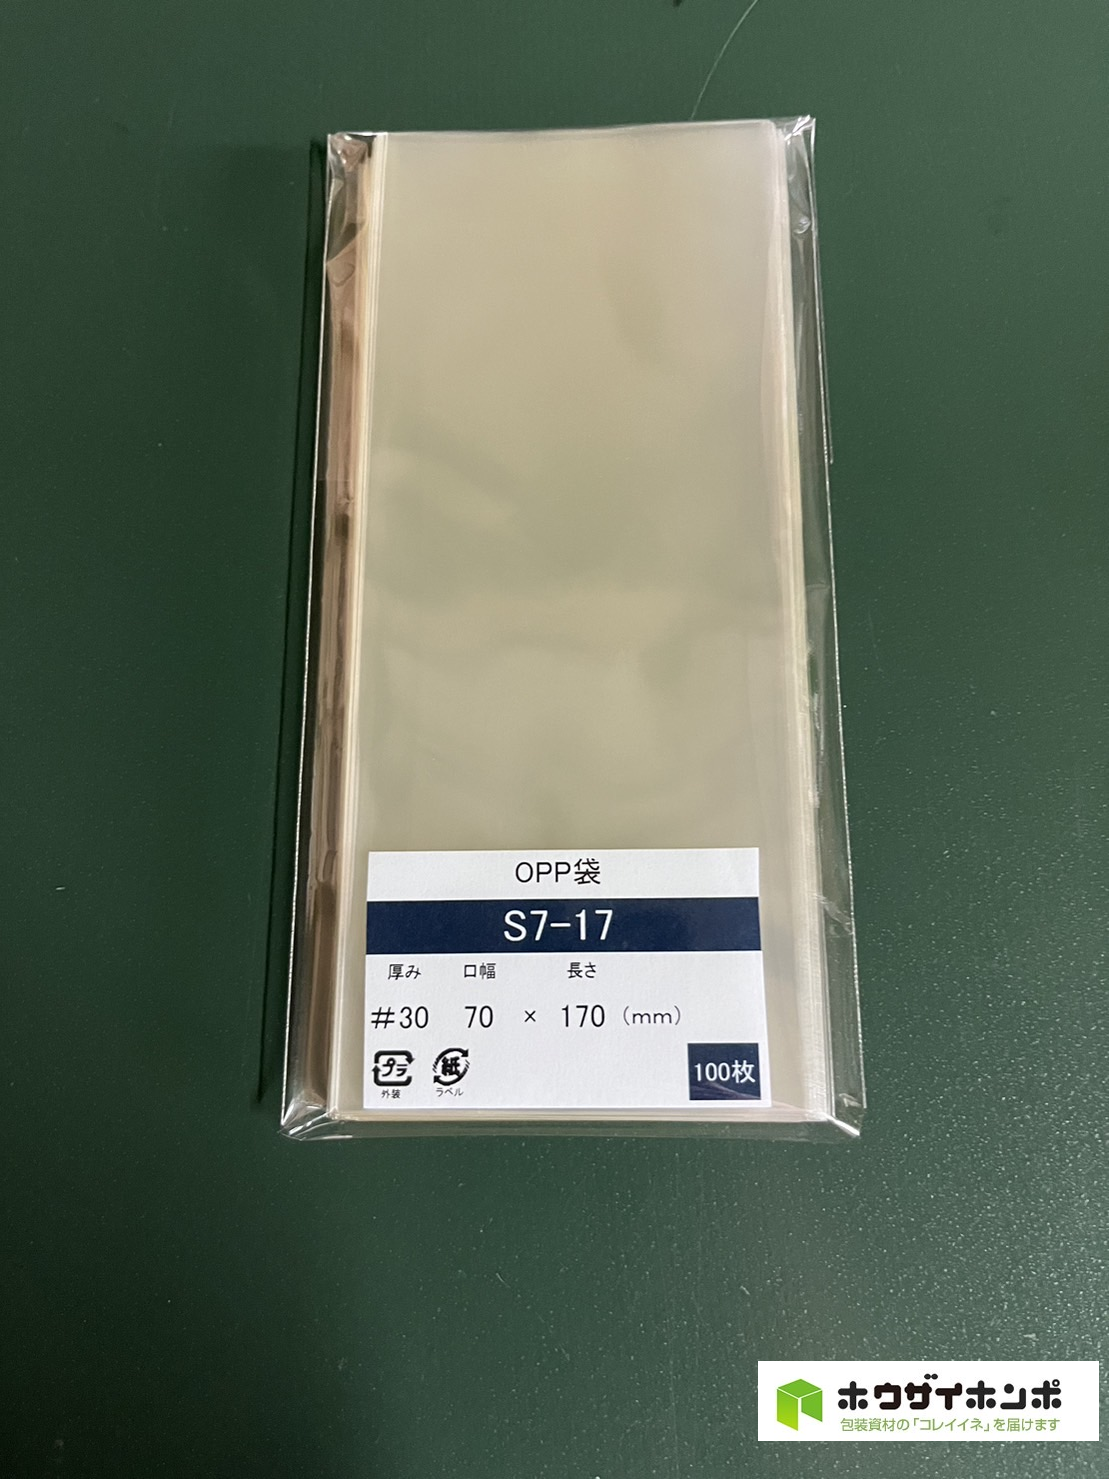 OPP袋
S7-17
厚み 口幅 長さ
#30 70 × 170 (mm)
プラ 紙
外装 ラベル
100枚
ホウザイホンポ
包装資材の「コレイイネ」を届けます